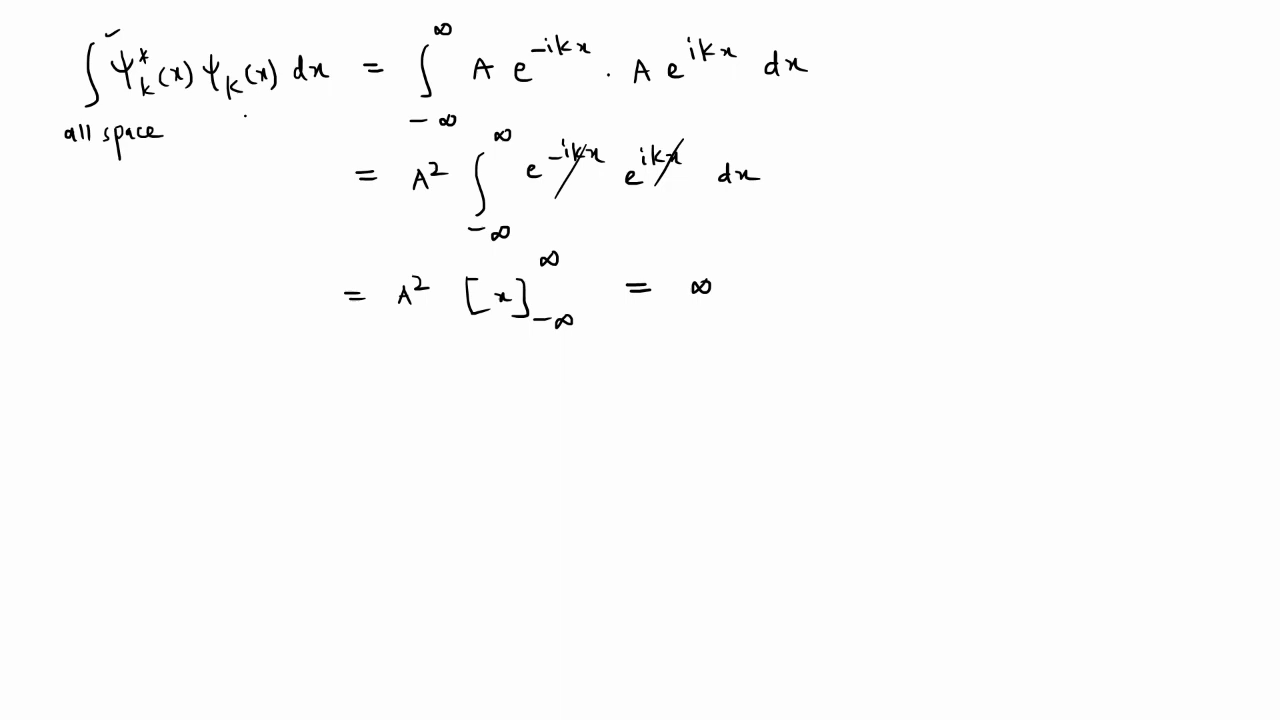 ∫ ψ*ₖ(x) ψₖ(x) dx = ∫_{-∞}^{∞} A e^{-ikx} · A e^{ikx} dx
all space
= A² ∫_{-∞}^{∞} e^{-ikx} e^{ikx} dx
= A² [x]_{-∞}^{∞} = ∞